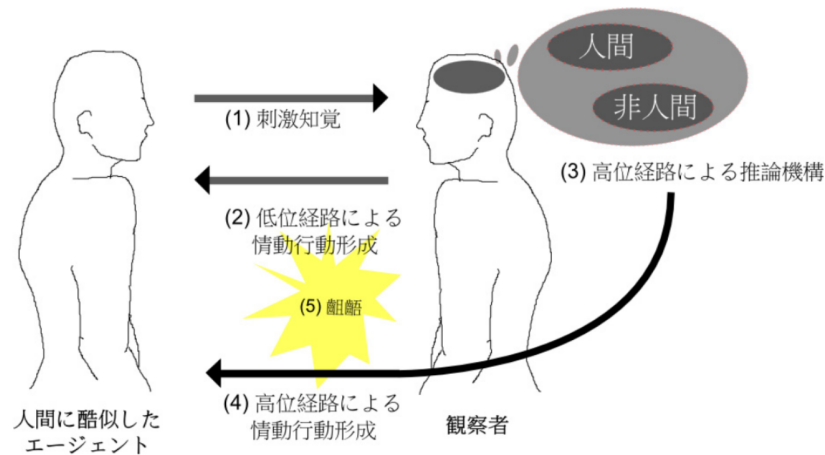 人間
非人間
(1) 刺激知覚
(2) 低位経路による
情動行動形成
(3) 高位経路による推論機構
(5) 齟齬
(4) 高位経路による
情動行動形成
人間に酷似した
エージェント
観察者